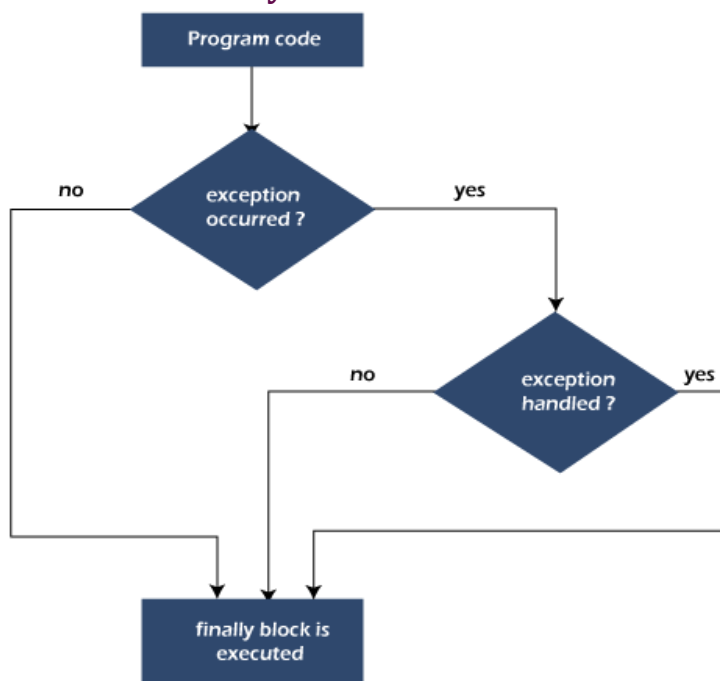 Program code
no
exception
occurred ?
yes
no
exception
handled ?
yes
finally block is
executed